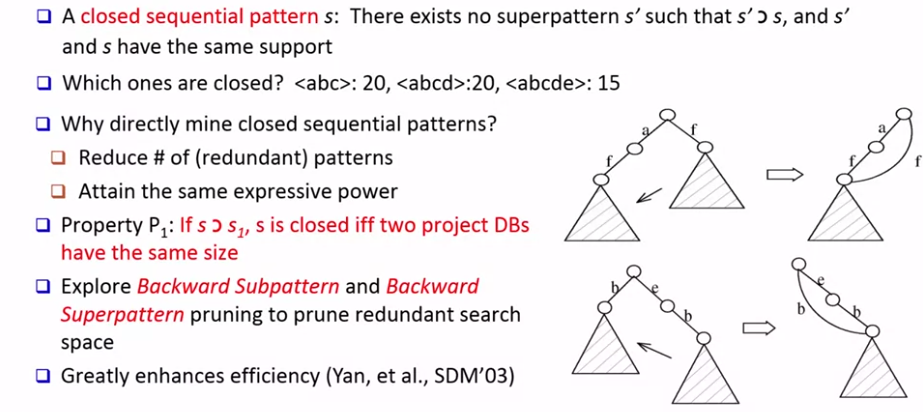 A closed sequential pattern s: There exists no superpattern s' such that s' ⊃ s, and s'
and s have the same support
Which ones are closed? <abc>: 20, <abcd>:20, <abcde>: 15
Why directly mine closed sequential patterns?
Reduce # of (redundant) patterns
Attain the same expressive power
Property P₁: If s ⊃ s₁, s is closed iff two project DBs
have the same size
Explore Backward Subpattern and Backward
Superpattern pruning to prune redundant search
space
Greatly enhances efficiency (Yan, et al., SDM'03)
a f
f
a
f f
b e
b
e
b b